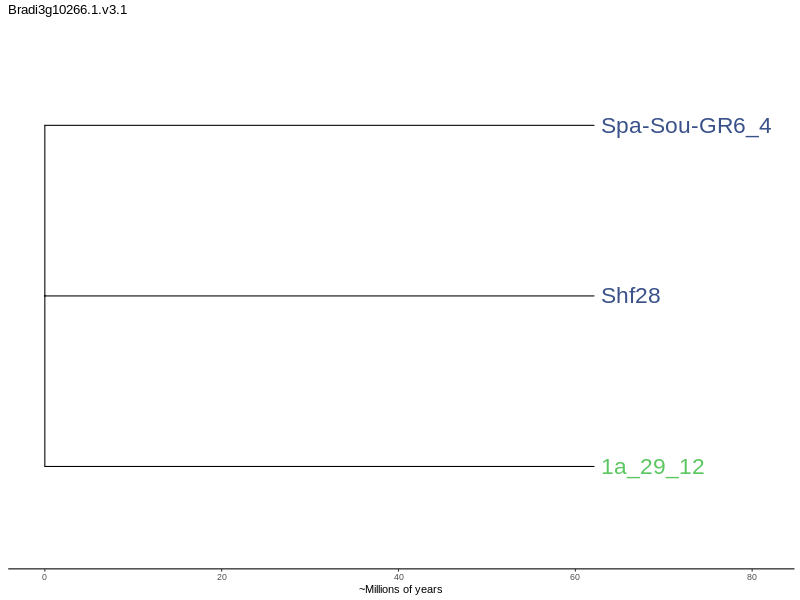 Bradi3g10266.1.v3.1
Spa-Sou-GR6_4
Shf28
1a_29_12
0 20 40 60 80
~Millions of years